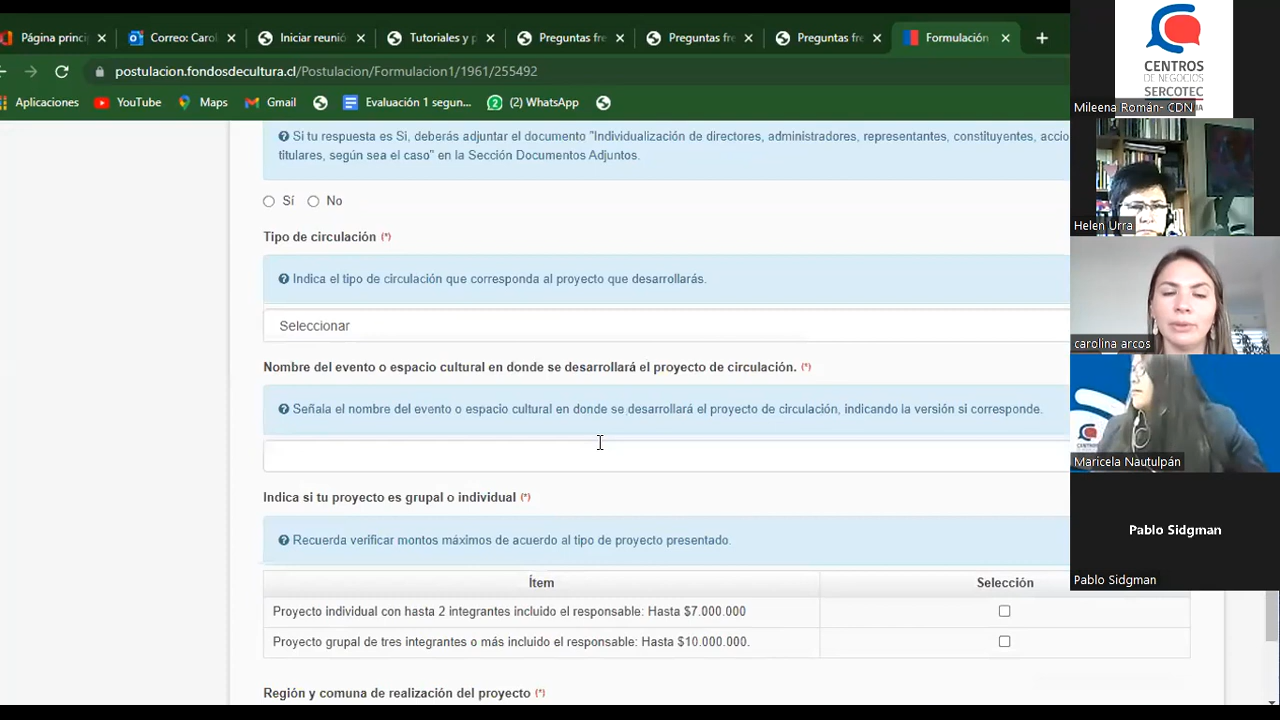 Página princi
Correo: Carol
Iniciar reunió
Tutoriales y p
Preguntas fre
Preguntas fre
Preguntas fre
Formulación
postulacion.fondosdecultura.cl/Postulacion/Formulacion1/1961/255492
Aplicaciones
YouTube
Maps
Gmail
Evaluación 1 segun...
(2) WhatsApp
Si tu respuesta es Si, deberás adjuntar el documento "Individualización de directores, administradores, representantes, constituyentes, accio
titulares, según sea el caso" en la Sección Documentos Adjuntos.
Sí No
Tipo de circulación (*)
Indica el tipo de circulación que corresponda al proyecto que desarrollarás.
Seleccionar
Nombre del evento o espacio cultural en donde se desarrollará el proyecto de circulación. (*)
Señala el nombre del evento o espacio cultural en donde se desarrollará el proyecto de circulación, indicando la versión si corresponde.
Indica si tu proyecto es grupal o individual (*)
Recuerda verificar montos máximos de acuerdo al tipo de proyecto presentado.
Ítem Selección
Proyecto individual con hasta 2 integrantes incluido el responsable: Hasta $7.000.000
Proyecto grupal de tres integrantes o más incluido el responsable: Hasta $10.000.000.
Región y comuna de realización del proyecto (*)
CENTROS
DE NEGOCIOS
SERCOTEC
Mileena Román- CDN
Helen Urra
carolina arcos
Maricela Nautulpán
Pablo Sidgman
Pablo Sidgman